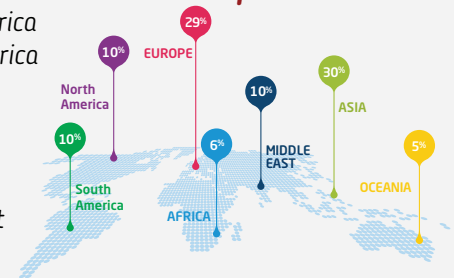 rica
rica
29%
10%
EUROPE
30%
10%
North
America
ASIA
10%
6%
5%
MIDDLE
EAST
OCEANIA
South
America
AFRICA
t